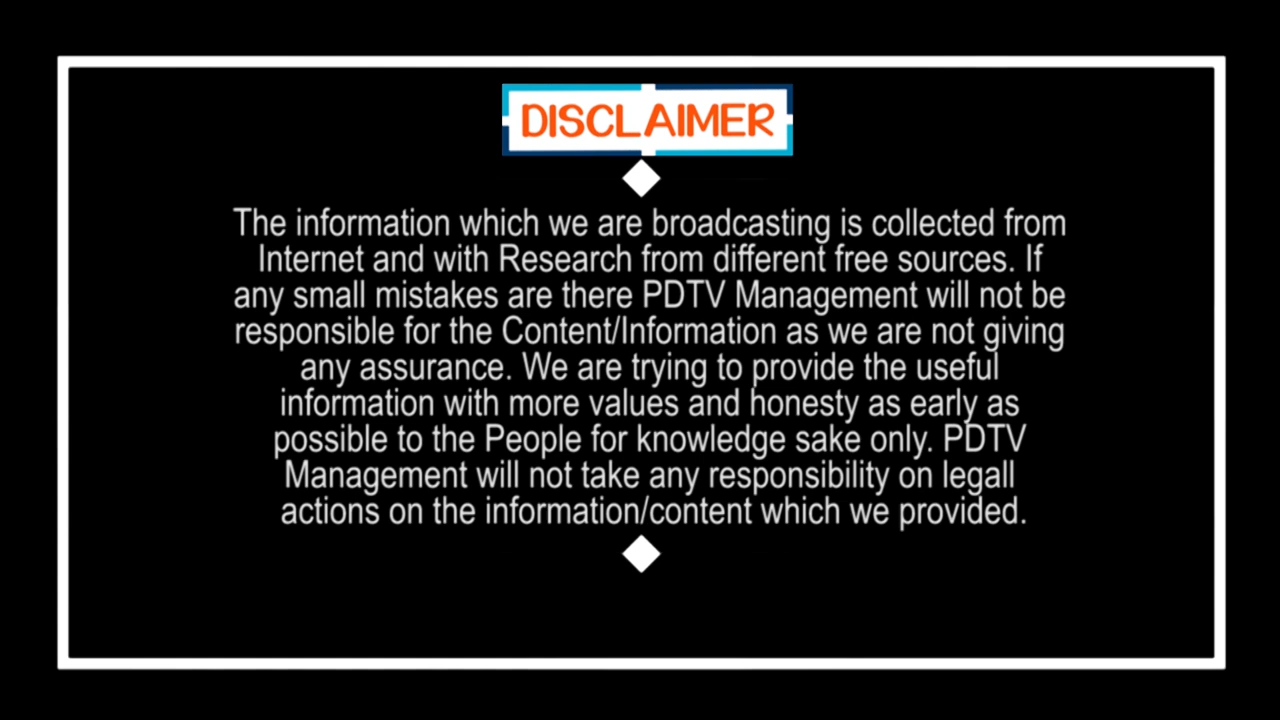 DISCLAIMER
The information which we are broadcasting is collected from
Internet and with Research from different free sources. If
any small mistakes are there PDTV Management will not be
responsible for the Content/Information as we are not giving
any assurance. We are trying to provide the useful
information with more values and honesty as early as
possible to the People for knowledge sake only. PDTV
Management will not take any responsibility on legall
actions on the information/content which we provided.